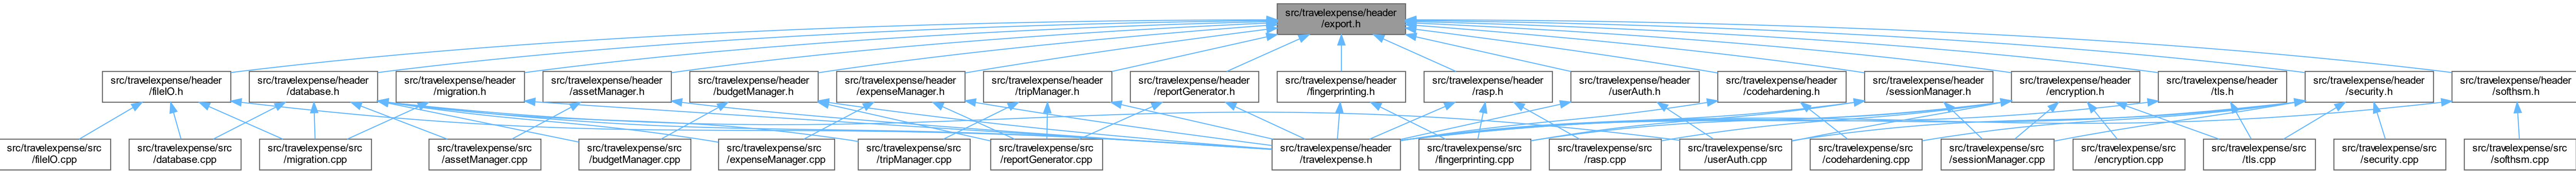 src/travelexpense/header
/export.h
src/travelexpense/header
/fileIO.h
src/travelexpense/header
/database.h
src/travelexpense/header
/migration.h
src/travelexpense/header
/assetManager.h
src/travelexpense/header
/budgetManager.h
src/travelexpense/header
/expenseManager.h
src/travelexpense/header
/tripManager.h
src/travelexpense/header
/reportGenerator.h
src/travelexpense/header
/fingerprinting.h
src/travelexpense/header
/rasp.h
src/travelexpense/header
/userAuth.h
src/travelexpense/header
/codehardening.h
src/travelexpense/header
/sessionManager.h
src/travelexpense/header
/encryption.h
src/travelexpense/header
/tls.h
src/travelexpense/header
/security.h
src/travelexpense/header
/softhsm.h
src/travelexpense/src
/fileIO.cpp
src/travelexpense/src
/database.cpp
src/travelexpense/src
/migration.cpp
src/travelexpense/src
/assetManager.cpp
src/travelexpense/src
/budgetManager.cpp
src/travelexpense/src
/expenseManager.cpp
src/travelexpense/src
/tripManager.cpp
src/travelexpense/src
/reportGenerator.cpp
src/travelexpense/header
/travelexpense.h
src/travelexpense/src
/fingerprinting.cpp
src/travelexpense/src
/rasp.cpp
src/travelexpense/src
/userAuth.cpp
src/travelexpense/src
/codehardening.cpp
src/travelexpense/src
/sessionManager.cpp
src/travelexpense/src
/encryption.cpp
src/travelexpense/src
/tls.cpp
src/travelexpense/src
/security.cpp
src/travelexpense/src
/softhsm.cpp